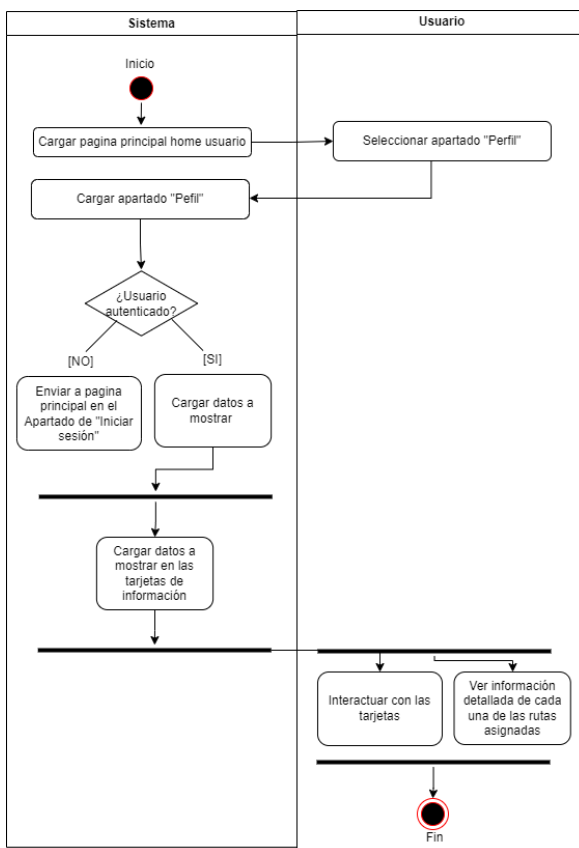 Sistema
Usuario
Inicio
Cargar pagina principal home usuario
Seleccionar apartado "Perfil"
Cargar apartado "Pefil"
¿Usuario
autenticado?
[NO]
[SI]
Enviar a pagina
principal en el
Apartado de "Iniciar
sesión"
Cargar datos a
mostrar
Cargar datos a
mostrar en las
tarjetas de
información
Interactuar con las
tarjetas
Ver información
detallada de cada
una de las rutas
asignadas
Fin